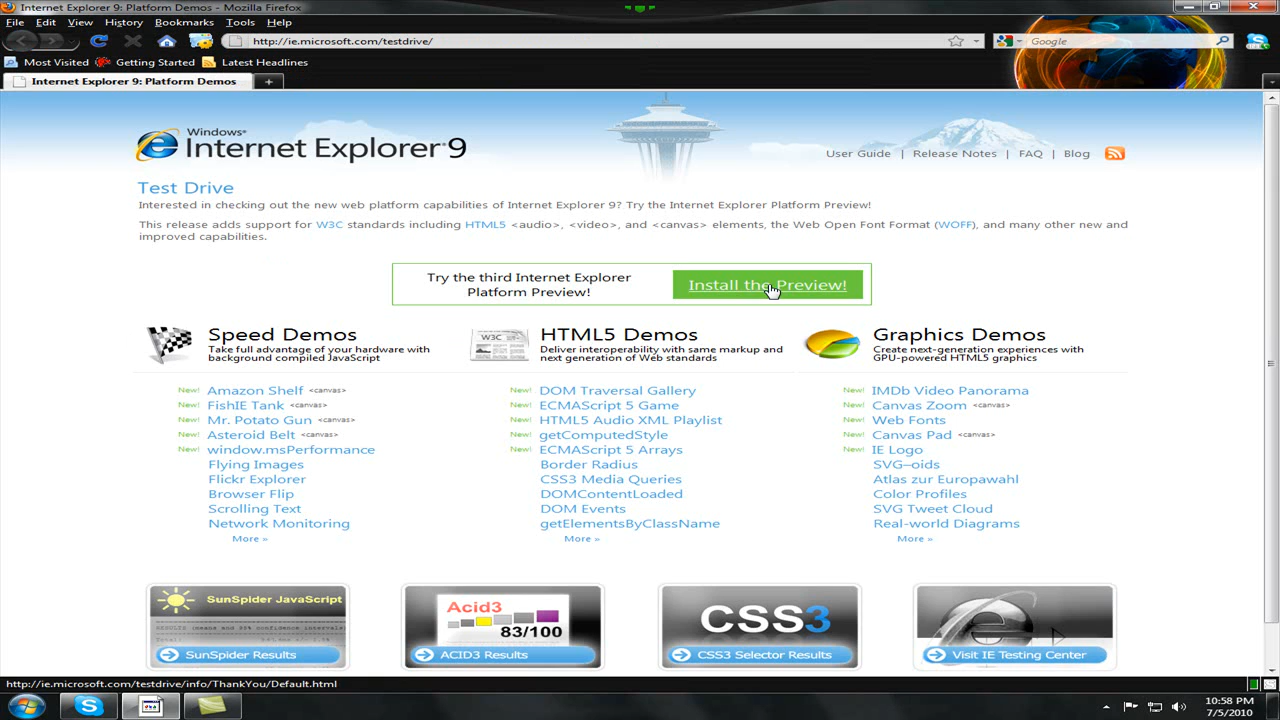 Internet Explorer 9: Platform Demos - Mozilla Firefox
File Edit View History Bookmarks Tools Help
http://ie.microsoft.com/testdrive/
Google
Most Visited Getting Started Latest Headlines
Internet Explorer 9: Platform Demos
Windows®
Internet Explorer 9
User Guide | Release Notes | FAQ | Blog
Test Drive
Interested in checking out the new web platform capabilities of Internet Explorer 9? Try the Internet Explorer Platform Preview!
This release adds support for W3C standards including HTML5 <audio>, <video>, and <canvas> elements, the Web Open Font Format (WOFF), and many other new and
improved capabilities.
Try the third Internet Explorer
Platform Preview!
Install the Preview!
Speed Demos
Take full advantage of your hardware with
background compiled JavaScript
New! Amazon Shelf <canvas>
New! FishIE Tank <canvas>
New! Mr. Potato Gun <canvas>
New! Asteroid Belt <canvas>
New! window.msPerformance
Flying Images
Flickr Explorer
Browser Flip
Scrolling Text
Network Monitoring
More »
W3C
HTML5 Demos
Deliver interoperability with same markup and
next generation of Web standards
New! DOM Traversal Gallery
New! ECMAScript 5 Game
New! HTML5 Audio XML Playlist
New! getComputedStyle
New! ECMAScript 5 Arrays
Border Radius
CSS3 Media Queries
DOMContentLoaded
DOM Events
getElementsByClassName
More »
Graphics Demos
Create next-generation experiences with
GPU-powered HTML5 graphics
New! IMDb Video Panorama
New! Canvas Zoom <canvas>
New! Web Fonts
New! Canvas Pad <canvas>
New! IE Logo
SVG–oids
Atlas zur Europawahl
Color Profiles
SVG Tweet Cloud
Real-world Diagrams
More »
SunSpider JavaScript
RESULTS (means and 95% confidence intervals
Total:
SunSpider Results
Acid3
83/100
ACID3 Results
CSS3
CSS3 Selector Results
Visit IE Testing Center
http://ie.microsoft.com/testdrive/info/ThankYou/Default.html
10:58 PM
7/5/2010